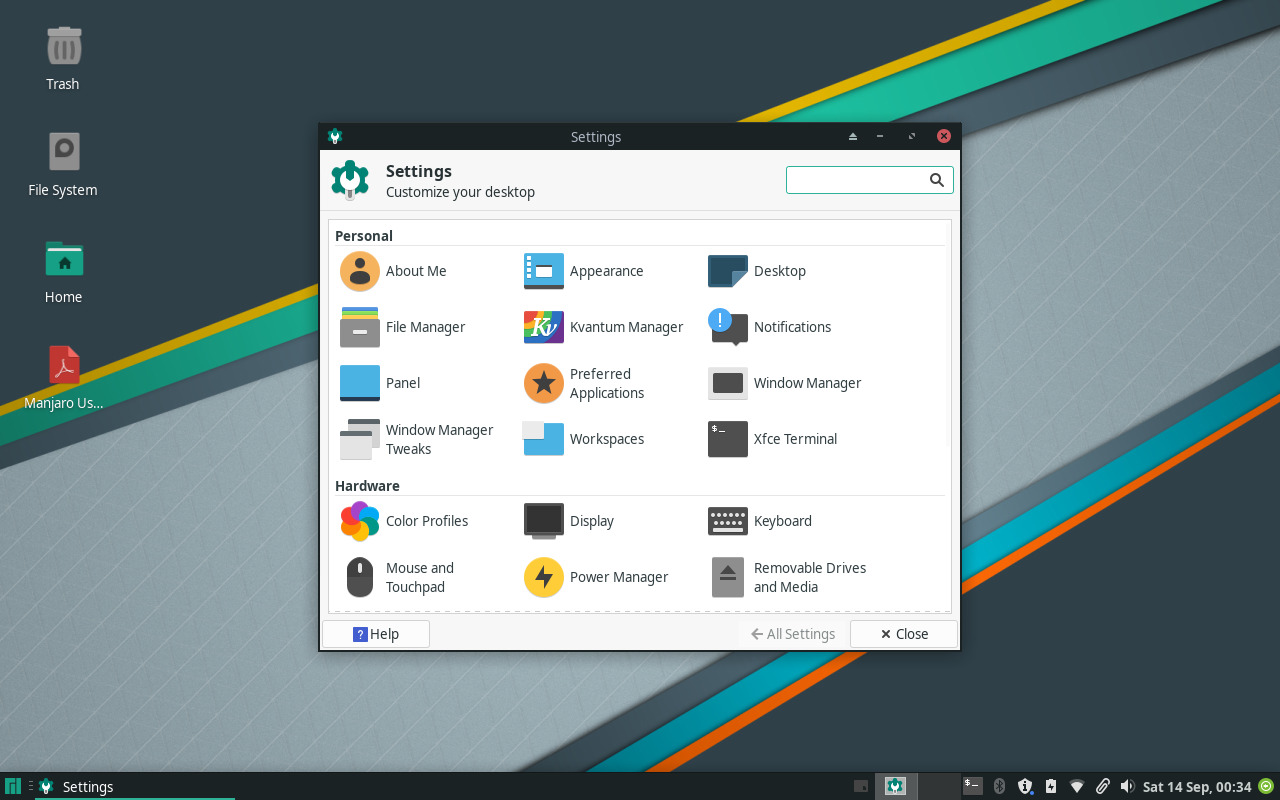 Trash
File System
Home
Manjaro Us...
Settings
Settings
Customize your desktop
Personal
About Me
Appearance
Desktop
File Manager
Kv
Kvantum Manager
!
Notifications
Panel
Preferred
Applications
Window Manager
Window Manager
Tweaks
Workspaces
$_
Xfce Terminal
Hardware
Color Profiles
Display
Keyboard
Mouse and
Touchpad
Power Manager
Removable Drives
and Media
? Help
All Settings
Close
Settings
$_
Sat 14 Sep, 00:34